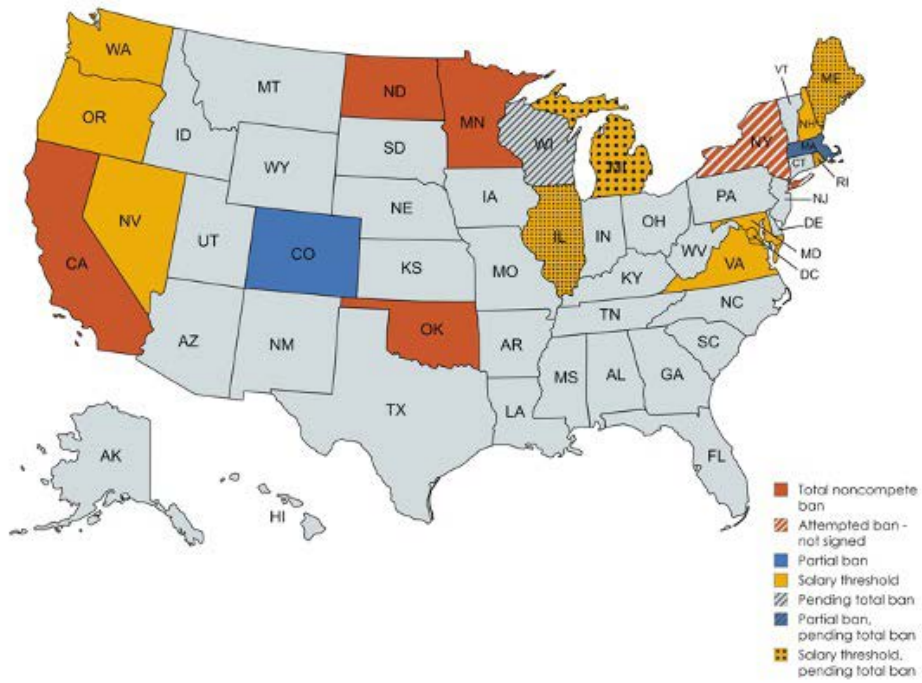 WA
MT
ND
MN
VT
ME
OR
ID
SD
WI
NY
NH
MA
WY
MI
CT
RI
IA
PA
NJ
NE
NV
OH
DE
IL
IN
UT
CO
WV
MD
CA
VA
DC
KS
MO
KY
NC
TN
OK
AZ
NM
AR
SC
MS
AL
GA
TX
LA
AK
FL
HI
Total noncompete
ban
Attempted ban -
not signed
Partial ban
Salary threshold
Pending total ban
Partial ban,
pending total ban
Salary threshold,
pending total ban